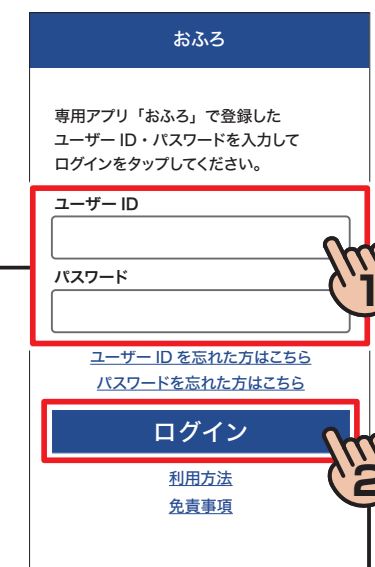 おふろ
専用アプリ「おふろ」で登録した
ユーザー ID・パスワードを入力して
ログインをタップしてください。
ユーザー ID
1
パスワード
ユーザー ID を忘れた方はこちら
パスワードを忘れた方はこちら
ログイン
2
利用方法
免責事項